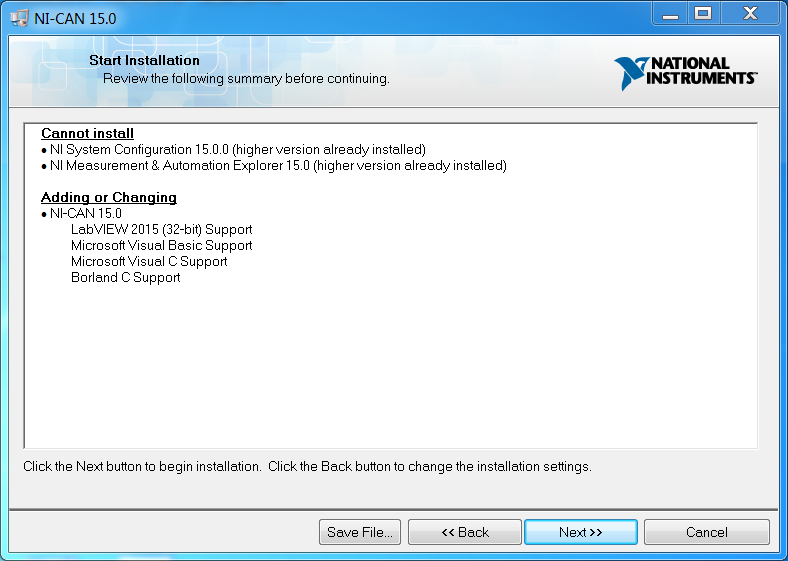 NI-CAN 15.0
Start Installation
Review the following summary before continuing.
NATIONAL
INSTRUMENTS™
Cannot install
• NI System Configuration 15.0.0 (higher version already installed)
• NI Measurement & Automation Explorer 15.0 (higher version already installed)
Adding or Changing
• NI-CAN 15.0
LabVIEW 2015 (32-bit) Support
Microsoft Visual Basic Support
Microsoft Visual C Support
Borland C Support
Click the Next button to begin installation.  Click the Back button to change the installation settings.
Save File... << Back Next >> Cancel